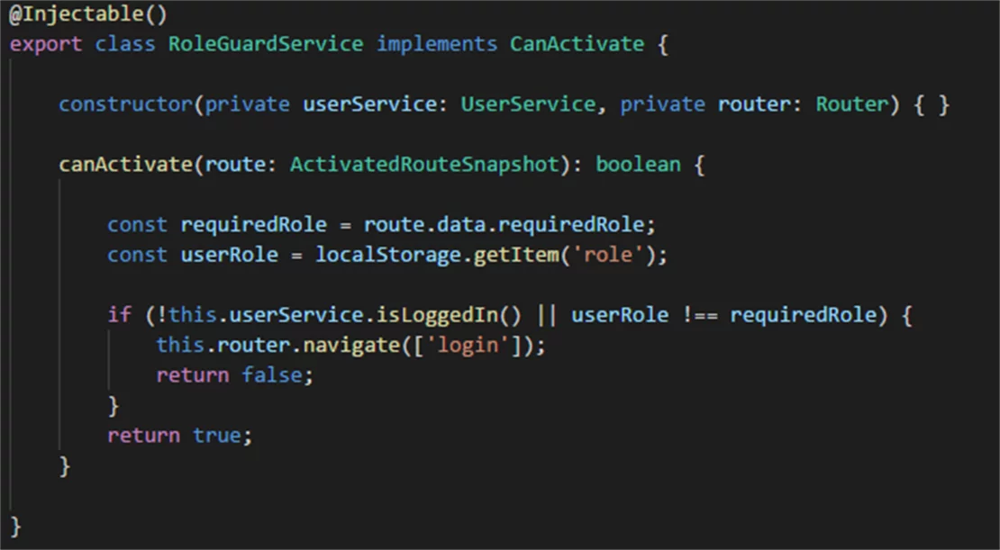 @Injectable()
export class RoleGuardService implements CanActivate {
constructor(private userService: UserService, private router: Router) { }
canActivate(route: ActivatedRouteSnapshot): boolean {
const requiredRole = route.data.requiredRole;
const userRole = localStorage.getItem('role');
if (!this.userService.isLoggedIn() || userRole !== requiredRole) {
this.router.navigate(['login']);
return false;
}
return true;
}
}